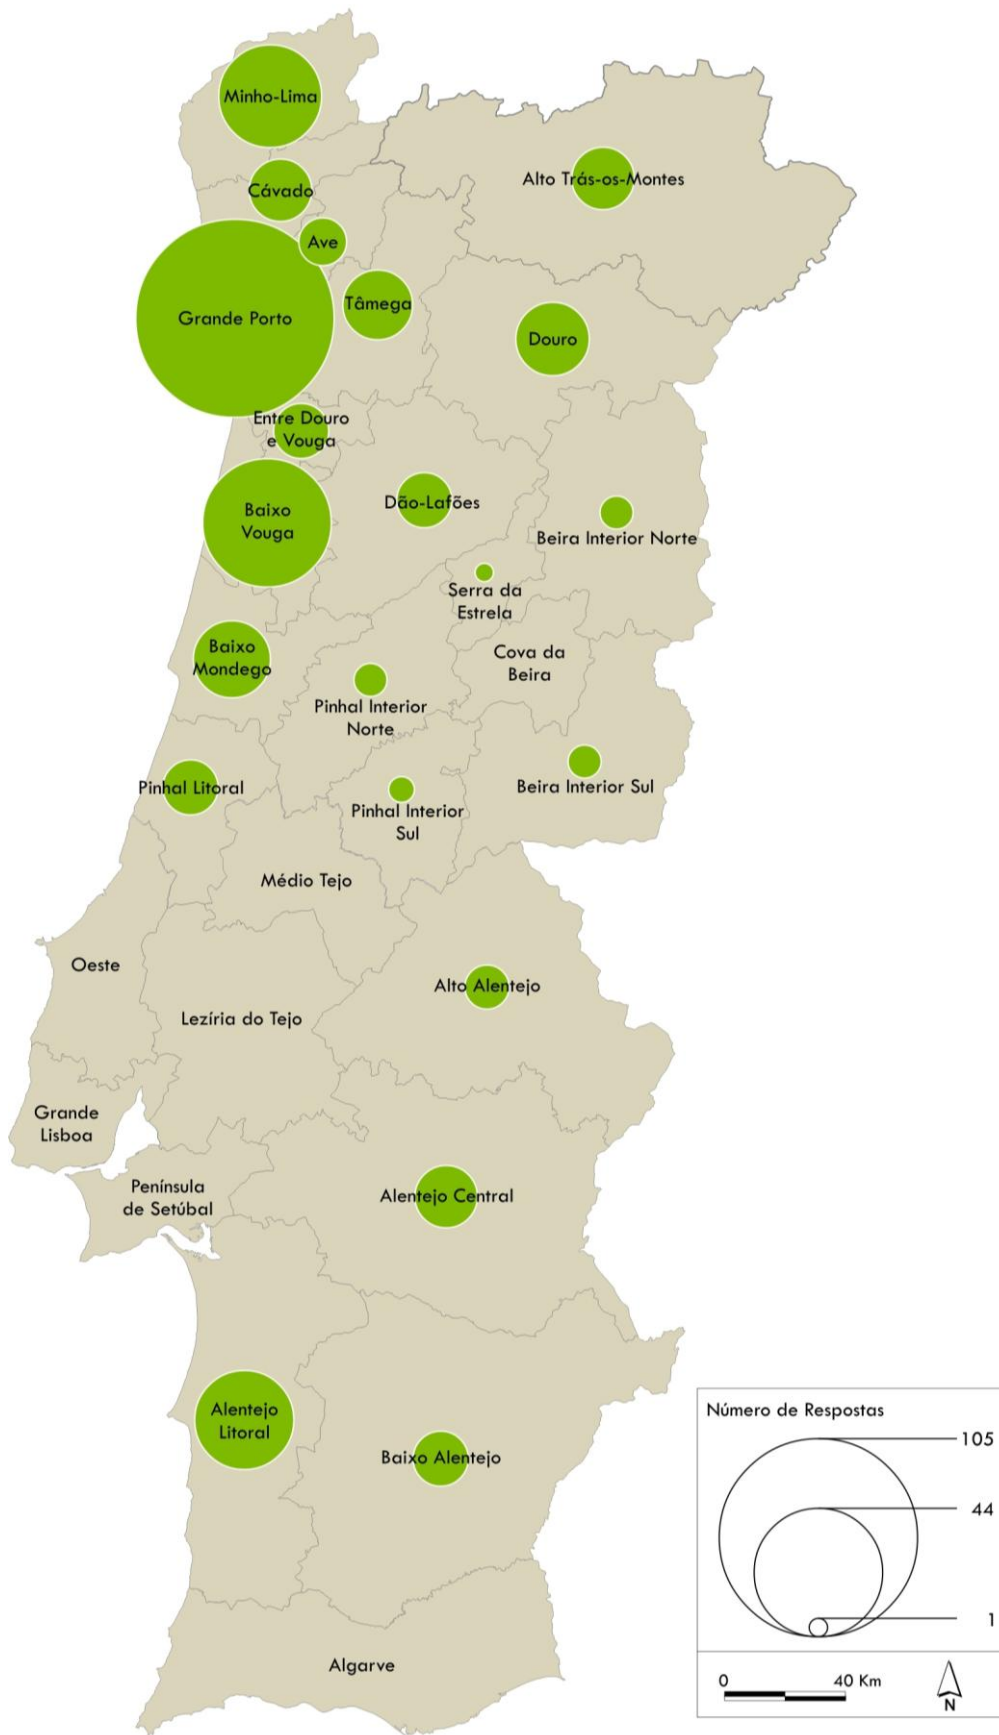 Minho-Lima
Alto Trás-os-Montes
Cávado
Ave
Grande Porto
Tâmega
Douro
Entre Douro
e Vouga
Baixo
Vouga
Dão-Lafões
Beira Interior Norte
Serra da
Estrela
Cova da
Beira
Baixo
Mondego
Pinhal Interior
Norte
Pinhal Litoral
Pinhal Interior
Sul
Beira Interior Sul
Médio Tejo
Oeste
Alto Alentejo
Lezíria do Tejo
Grande
Lisboa
Península
de Setúbal
Alentejo Central
Alentejo
Litoral
Baixo Alentejo
Algarve
Número de Respostas
105
44
1
0 40 Km
N